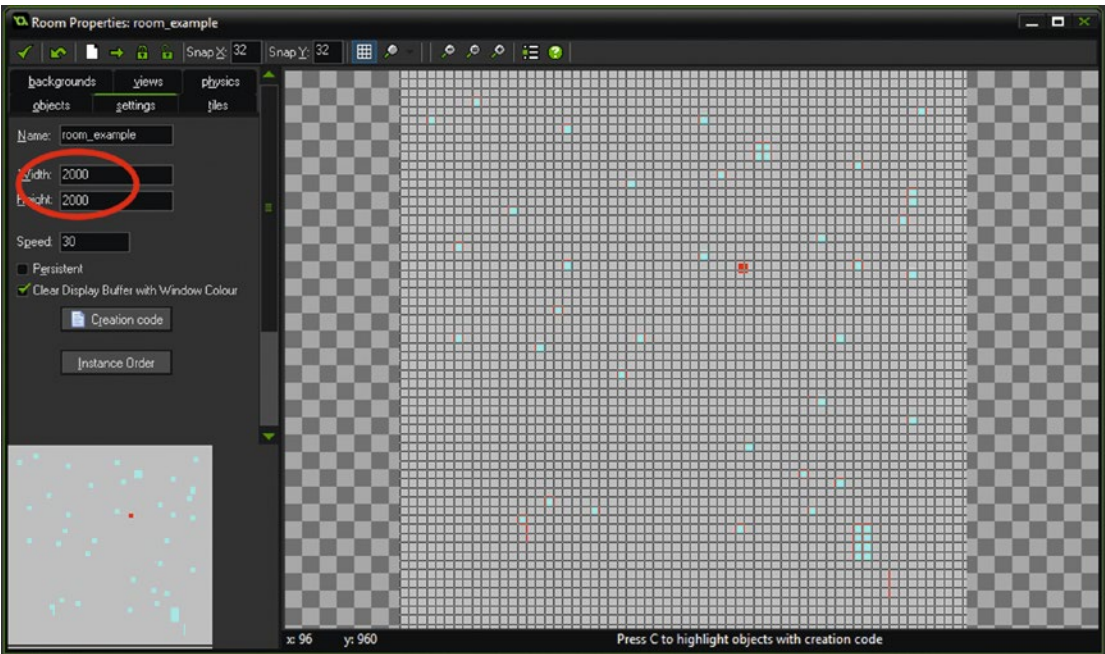 Room Properties: room_example
Snap X: 32 Snap Y: 32
backgrounds views physics
objects settings tiles
Name: room_example
Width: 2000
Height: 2000
Speed: 30
Persistent
Clear Display Buffer with Window Colour
Creation code
Instance Order
x: 96 y: 960 Press C to highlight objects with creation code